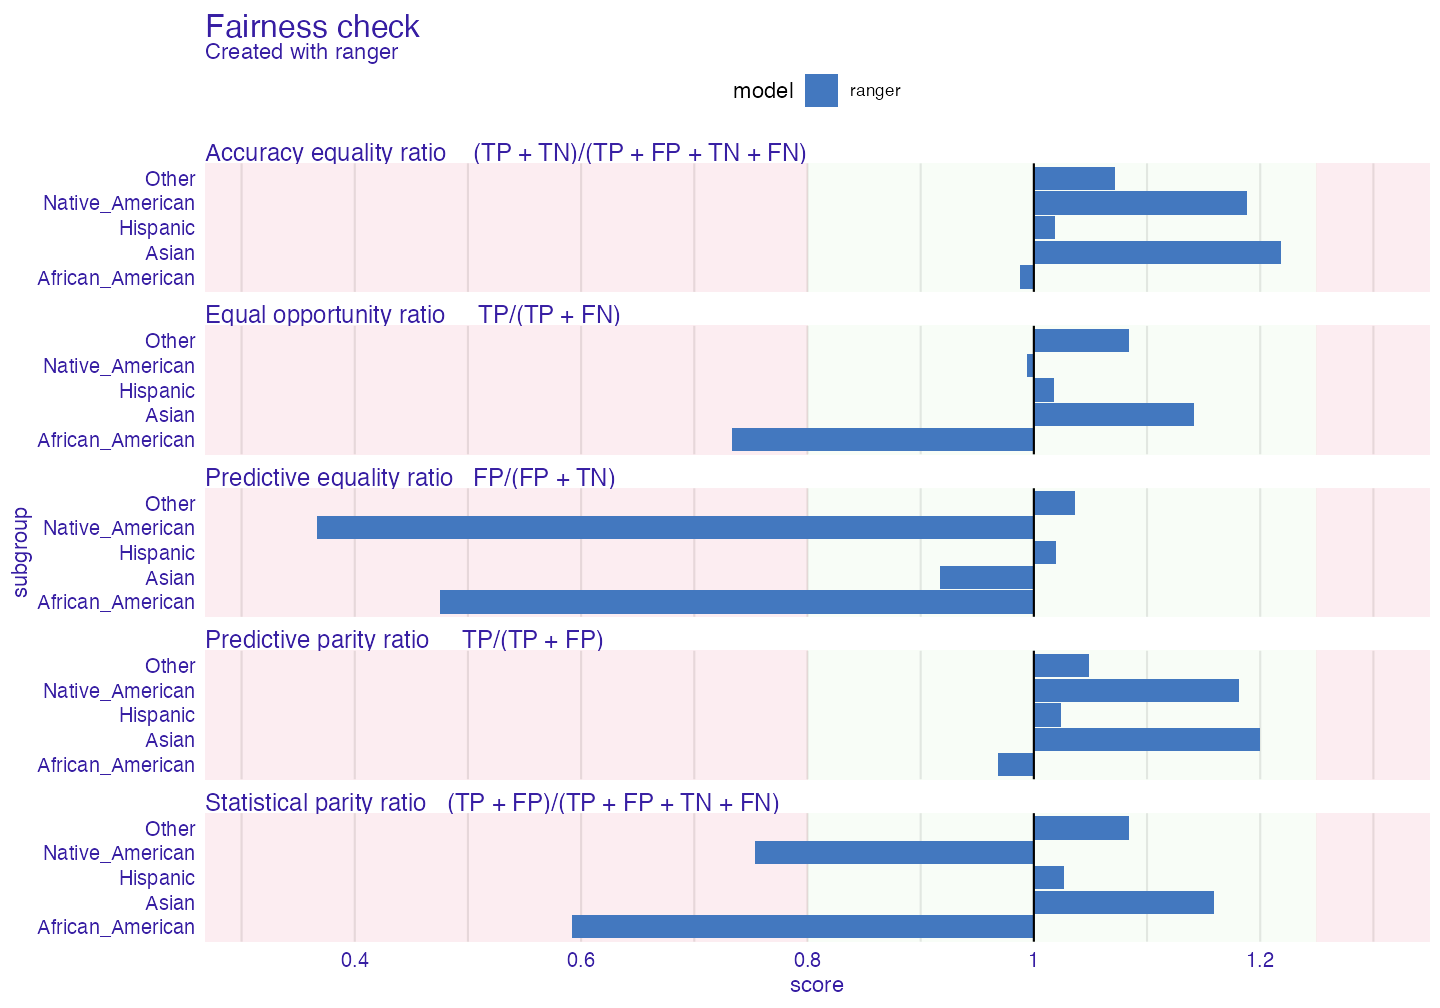 Fairness check
Created with ranger
model ranger
Accuracy equality ratio (TP + TN)/(TP + FP + TN + FN)
Other
Native_American
Hispanic
Asian
African_American
Equal opportunity ratio TP/(TP + FN)
Other
Native_American
Hispanic
Asian
African_American
Predictive equality ratio FP/(FP + TN)
Other
Native_American
Hispanic
Asian
African_American
Predictive parity ratio TP/(TP + FP)
Other
Native_American
Hispanic
Asian
African_American
Statistical parity ratio (TP + FP)/(TP + FP + TN + FN)
Other
Native_American
Hispanic
Asian
African_American
subgroup
0.4 0.6 0.8 1 1.2
score